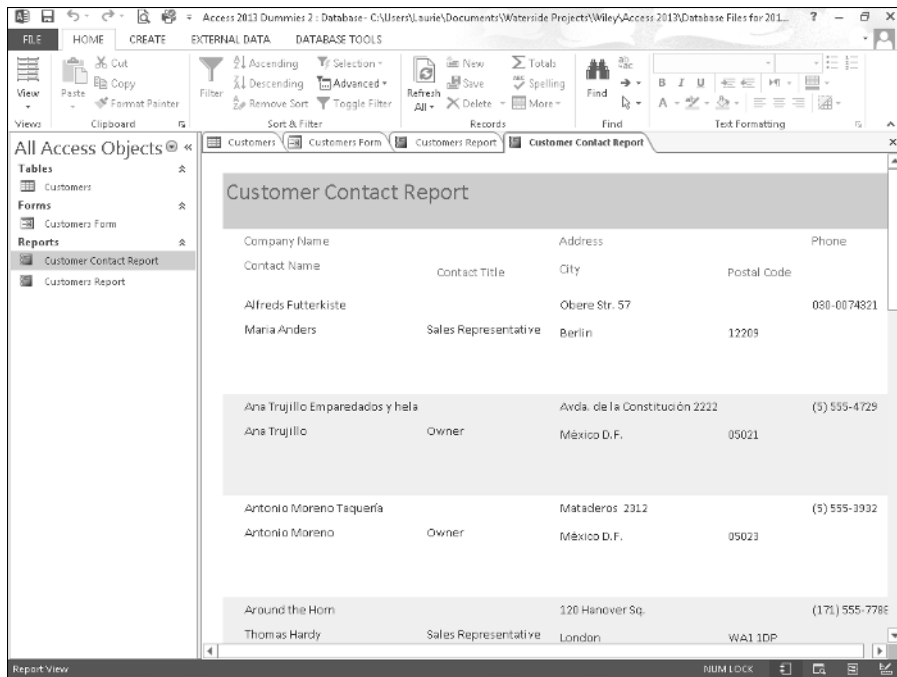 Access 2013 Dummies 2 : Database- C:\Users\Laurie\Documents\Waterside Projects\Wiley\Access 2013\Database Files for 201... ?
FILE HOME CREATE EXTERNAL DATA DATABASE TOOLS
View
Views
Paste
Cut
Copy
Format Painter
Clipboard
Filter
Ascending
Descending
Remove Sort
Selection
Advanced
Toggle Filter
Sort & Filter
Refresh All
New
Save
Delete
Totals
Spelling
More
Records
Find
Find
B I U
A
Text Formatting
All Access Objects
Tables
Customers
Forms
Customers Form
Reports
Customer Contact Report
Customers Report
Customers Customers Form Customers Report Customer Contact Report
Customer Contact Report
Company Name Address Phone
Contact Name Contact Title City Postal Code
Alfreds Futterkiste Obere Str. 57 030-0074321
Maria Anders Sales Representative Berlin 12209
Ana Trujillo Emparedados y hela Avda. de la Constitución 2222 (5) 555-4729
Ana Trujillo Owner México D.F. 05021
Antonio Moreno Taquería Mataderos 2312 (5) 555-3932
Antonio Moreno Owner México D.F. 05023
Around the Horn 120 Hanover Sq. (171) 555-7788
Thomas Hardy Sales Representative London WA1 1DP
Report View NUM LOCK